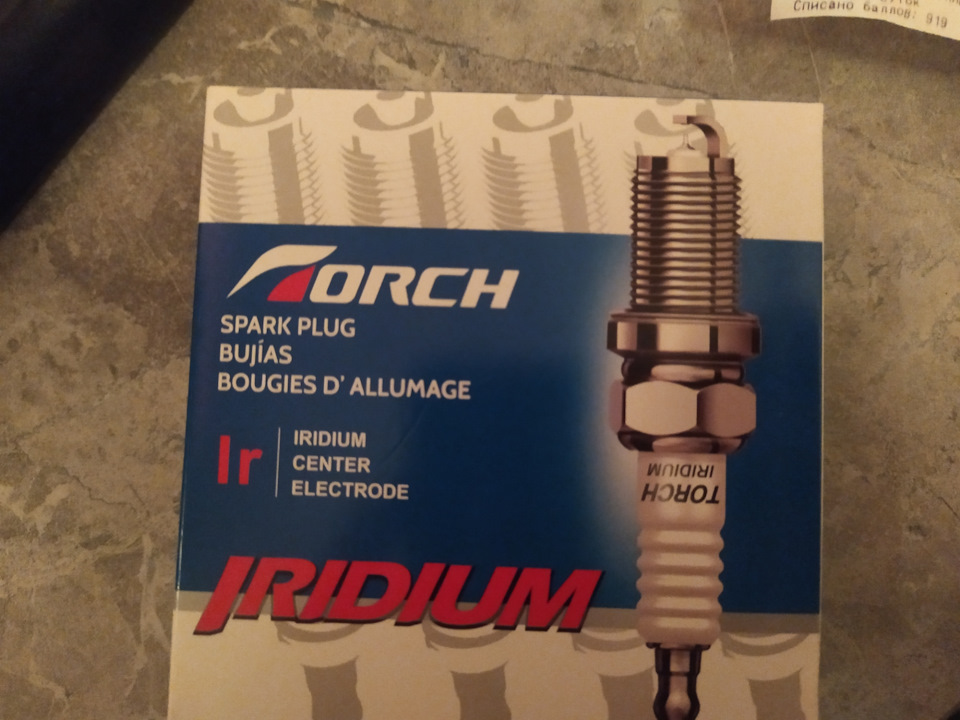 Списано баллов: 919
TORCH
SPARK PLUG
BUJÍAS
BOUGIES D' ALLUMAGE
Ir
IRIDIUM
CENTER
ELECTRODE
IRIDIUM
TORCH
IRIDIUM